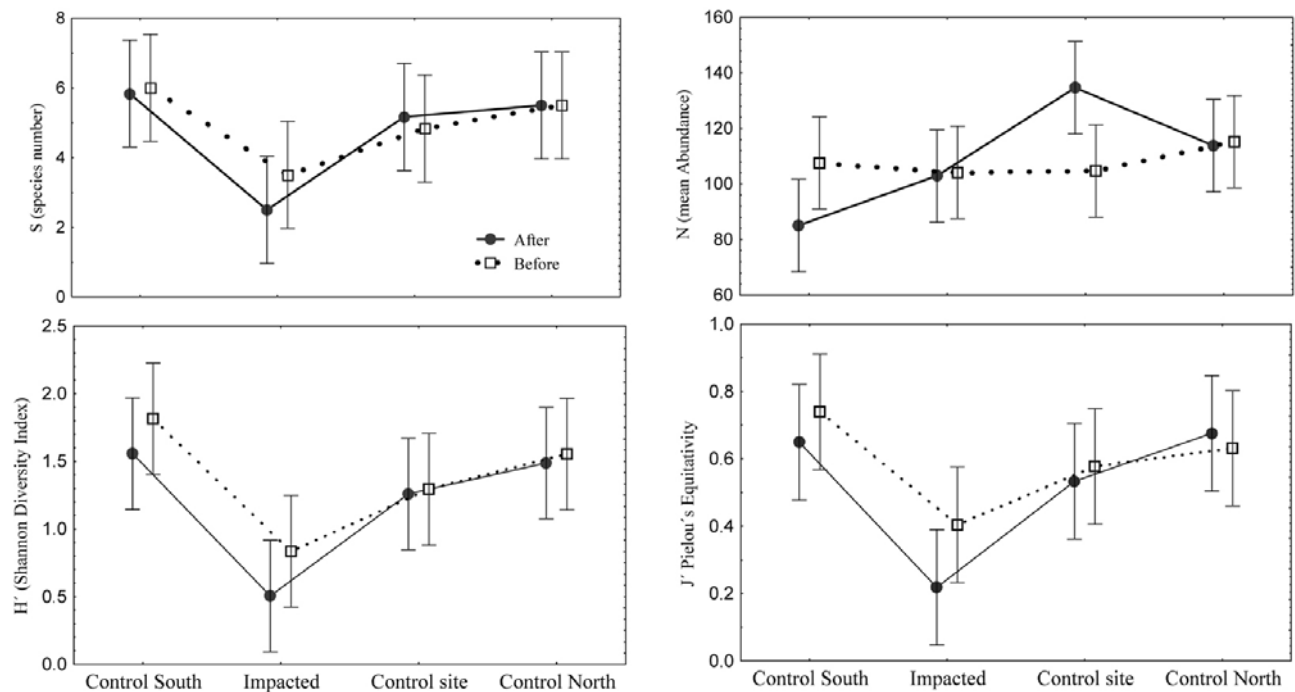 S (species number)
8
6
4
2
0
After
Before
N (mean Abundance)
160
140
120
100
80
60
H´ (Shannon Diversity Index)
2.5
2.0
1.5
1.0
0.5
0.0
Control South Impacted Control site Control North
J´ Pielou´s Equitativity
1.0
0.8
0.6
0.4
0.2
0.0
Control South Impacted Control site Control North